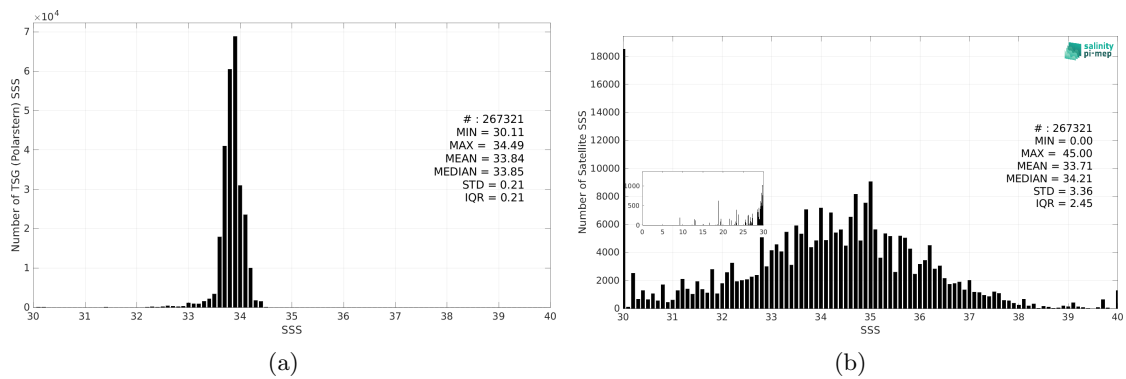 ×10^4
7
6
5
4
3
2
1
0
Number of TSG (Polarstern) SSS
# : 267321
MIN = 30.11
MAX = 34.49
MEAN = 33.84
MEDIAN = 33.85
STD = 0.21
IQR = 0.21
30 31 32 33 34 35 36 37 38 39 40
SSS
(a)
salinity
pi-mep
18000
16000
14000
12000
10000
8000
6000
4000
2000
0
Number of Satellite SSS
# : 267321
MIN = 0.00
MAX = 45.00
MEAN = 33.71
MEDIAN = 34.21
STD = 3.36
IQR = 2.45
1000
500
0
0 5 10 15 20 25 30
30 31 32 33 34 35 36 37 38 39 40
SSS
(b)